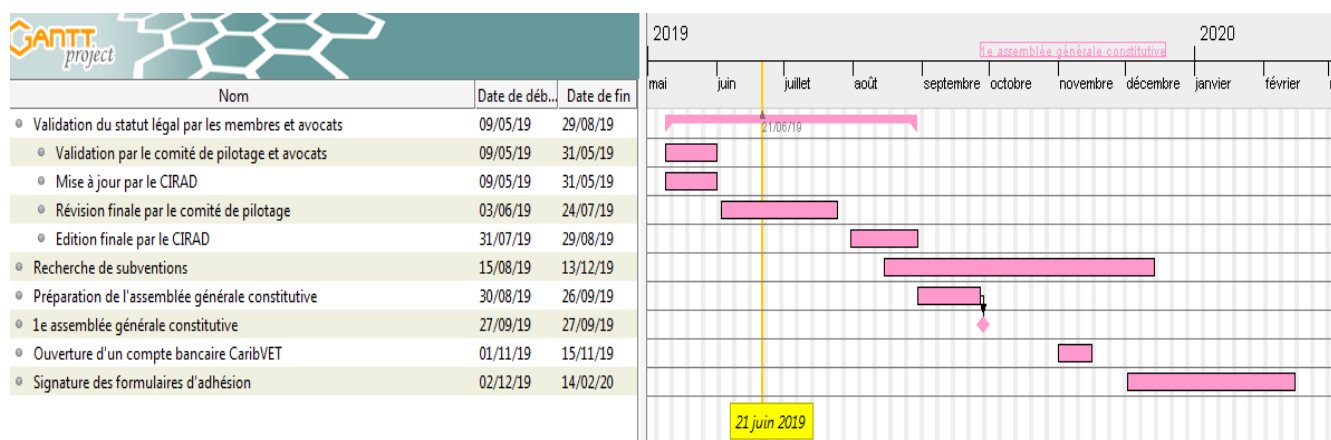 GANTT
project
2019 2020
1e assemblée générale constitutive
mai juin juillet août septembre octobre novembre décembre janvier février
Nom Date de déb... Date de fin
Validation du statut légal par les membres et avocats 09/05/19 29/08/19
21/06/19
Validation par le comité de pilotage et avocats 09/05/19 31/05/19
Mise à jour par le CIRAD 09/05/19 31/05/19
Révision finale par le comité de pilotage 03/06/19 24/07/19
Edition finale par le CIRAD 31/07/19 29/08/19
Recherche de subventions 15/08/19 13/12/19
Préparation de l'assemblée générale constitutive 30/08/19 26/09/19
1e assemblée générale constitutive 27/09/19 27/09/19
Ouverture d'un compte bancaire CaribVET 01/11/19 15/11/19
Signature des formulaires d'adhésion 02/12/19 14/02/20
21 juin 2019